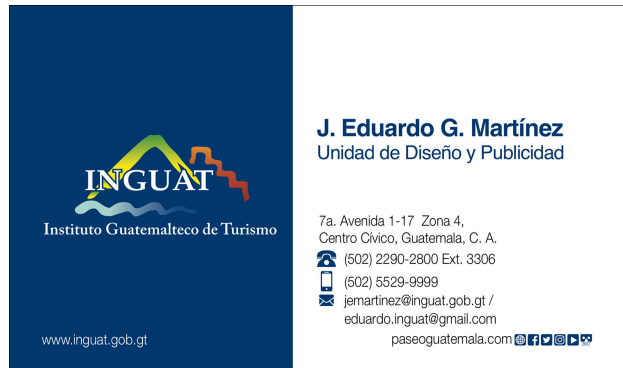 INGUAT
Instituto Guatemalteco de Turismo
www.inguat.gob.gt
J. Eduardo G. Martínez
Unidad de Diseño y Publicidad
7a. Avenida 1-17 Zona 4,
Centro Cívico, Guatemala, C. A.
(502) 2290-2800 Ext. 3306
(502) 5529-9999
jemartinez@inguat.gob.gt /
eduardo.inguat@gmail.com
paseoguatemala.com